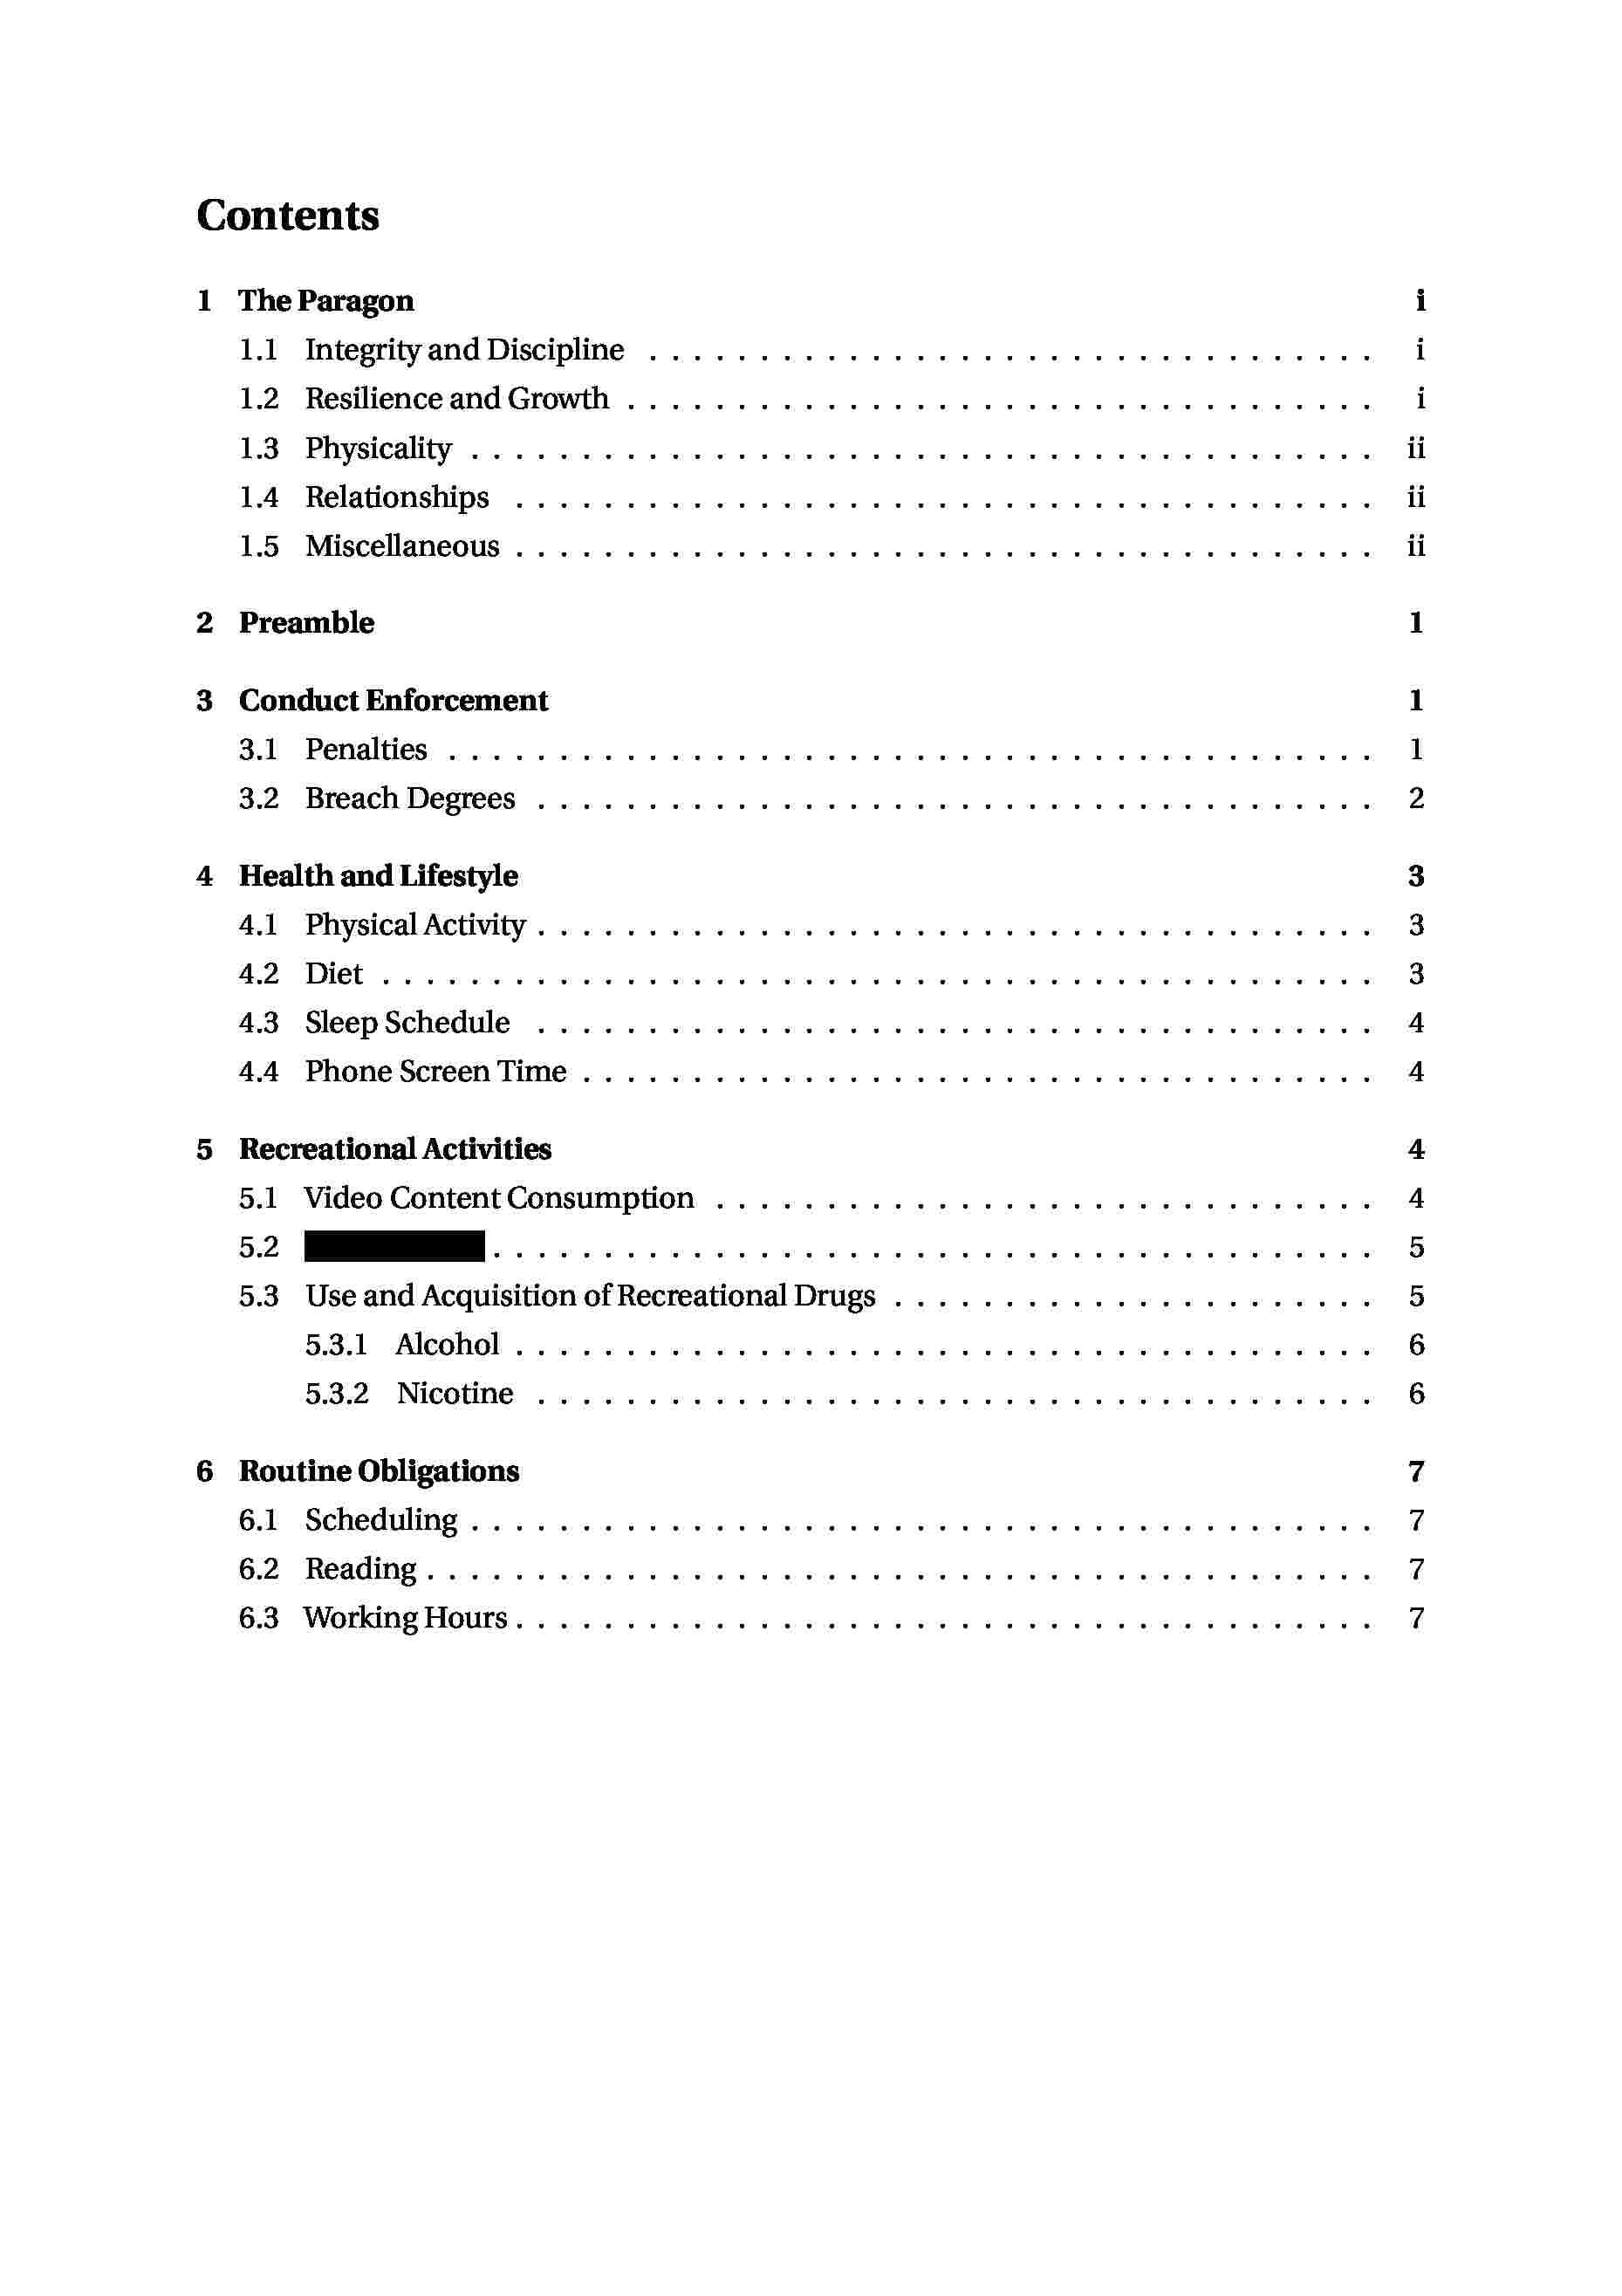 Contents
1 The Paragon i
1.1 Integrity and Discipline . . . . . . . . . . . . . . . . . . . . . . . . . . . . . . . . . i
1.2 Resilience and Growth . . . . . . . . . . . . . . . . . . . . . . . . . . . . . . . . . . i
1.3 Physicality . . . . . . . . . . . . . . . . . . . . . . . . . . . . . . . . . . . . . . . . . ii
1.4 Relationships . . . . . . . . . . . . . . . . . . . . . . . . . . . . . . . . . . . . . . . ii
1.5 Miscellaneous . . . . . . . . . . . . . . . . . . . . . . . . . . . . . . . . . . . . . . . ii
2 Preamble 1
3 Conduct Enforcement 1
3.1 Penalties . . . . . . . . . . . . . . . . . . . . . . . . . . . . . . . . . . . . . . . . . . 1
3.2 Breach Degrees . . . . . . . . . . . . . . . . . . . . . . . . . . . . . . . . . . . . . . 2
4 Health and Lifestyle 3
4.1 Physical Activity . . . . . . . . . . . . . . . . . . . . . . . . . . . . . . . . . . . . . . 3
4.2 Diet . . . . . . . . . . . . . . . . . . . . . . . . . . . . . . . . . . . . . . . . . . . . . 3
4.3 Sleep Schedule . . . . . . . . . . . . . . . . . . . . . . . . . . . . . . . . . . . . . . 4
4.4 Phone Screen Time . . . . . . . . . . . . . . . . . . . . . . . . . . . . . . . . . . . . 4
5 Recreational Activities 4
5.1 Video Content Consumption . . . . . . . . . . . . . . . . . . . . . . . . . . . . . . 4
5.2 . . . . . . . . . . . . . . . . . . . . . . . . . . . . . . . . . . . . . . . . 5
5.3 Use and Acquisition of Recreational Drugs . . . . . . . . . . . . . . . . . . . . . . 5
5.3.1 Alcohol . . . . . . . . . . . . . . . . . . . . . . . . . . . . . . . . . . . . . . . 6
5.3.2 Nicotine . . . . . . . . . . . . . . . . . . . . . . . . . . . . . . . . . . . . . . 6
6 Routine Obligations 7
6.1 Scheduling . . . . . . . . . . . . . . . . . . . . . . . . . . . . . . . . . . . . . . . . . 7
6.2 Reading . . . . . . . . . . . . . . . . . . . . . . . . . . . . . . . . . . . . . . . . . . . 7
6.3 Working Hours . . . . . . . . . . . . . . . . . . . . . . . . . . . . . . . . . . . . . . . 7